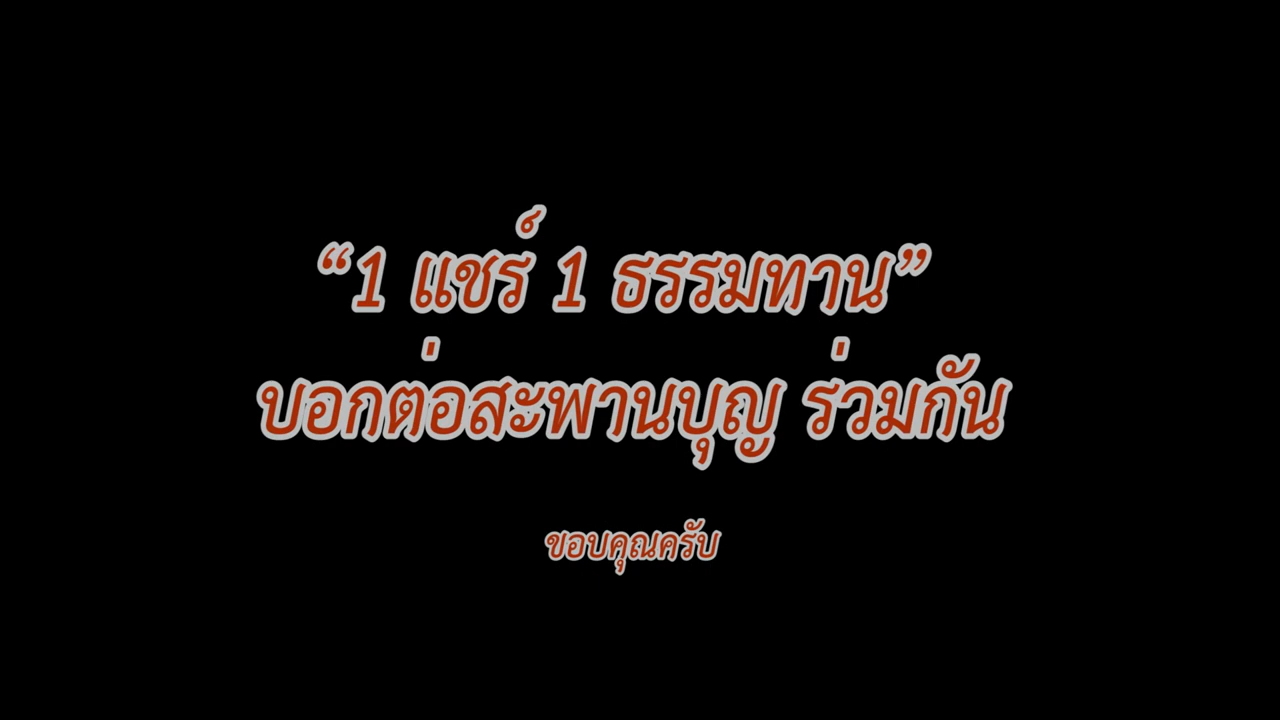 “1 แชร์ 1 ธรรมทาน”
บอกต่อสะพานบุญ ร่วมกัน
ขอบคุณครับ